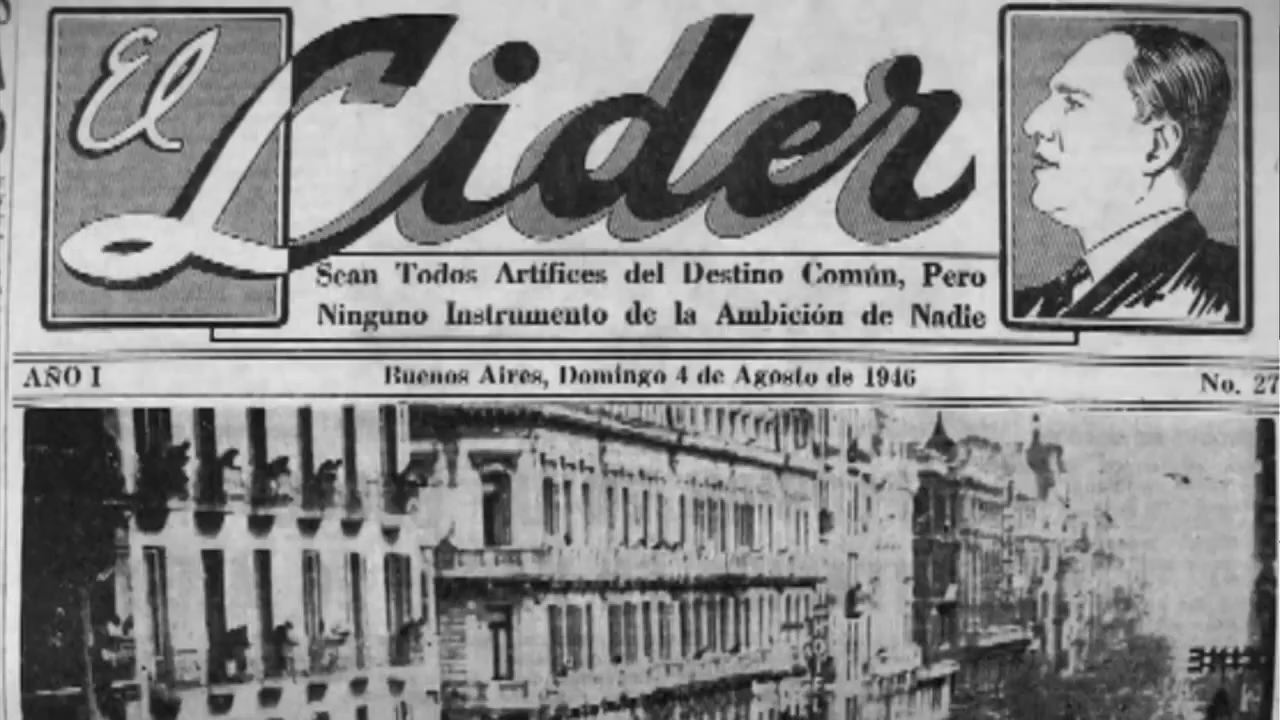 El Lider
Sean Todos Artífices del Destino Común, Pero
Ninguno Instrumento de la Ambición de Nadie
AÑO I
Buenos Aires, Domingo 4 de Agosto de 1946
No. 27